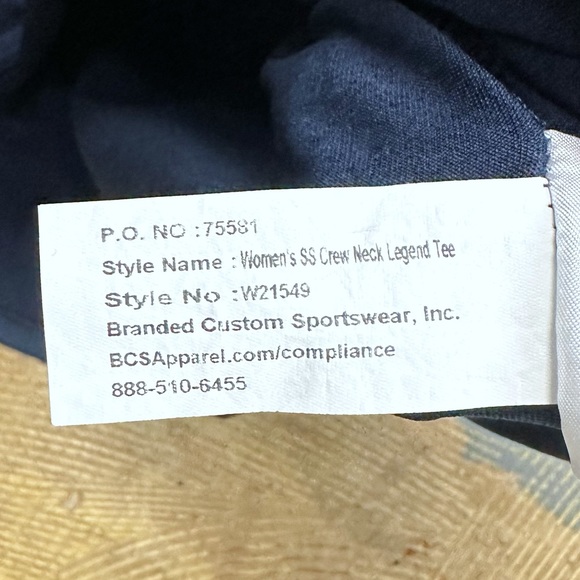 P.O. NO :75581
Style Name : Women's SS Crew Neck Legend Tee
Style No :W21549
Branded Custom Sportswear, Inc.
BCSApparel.com/compliance
888-510-6455